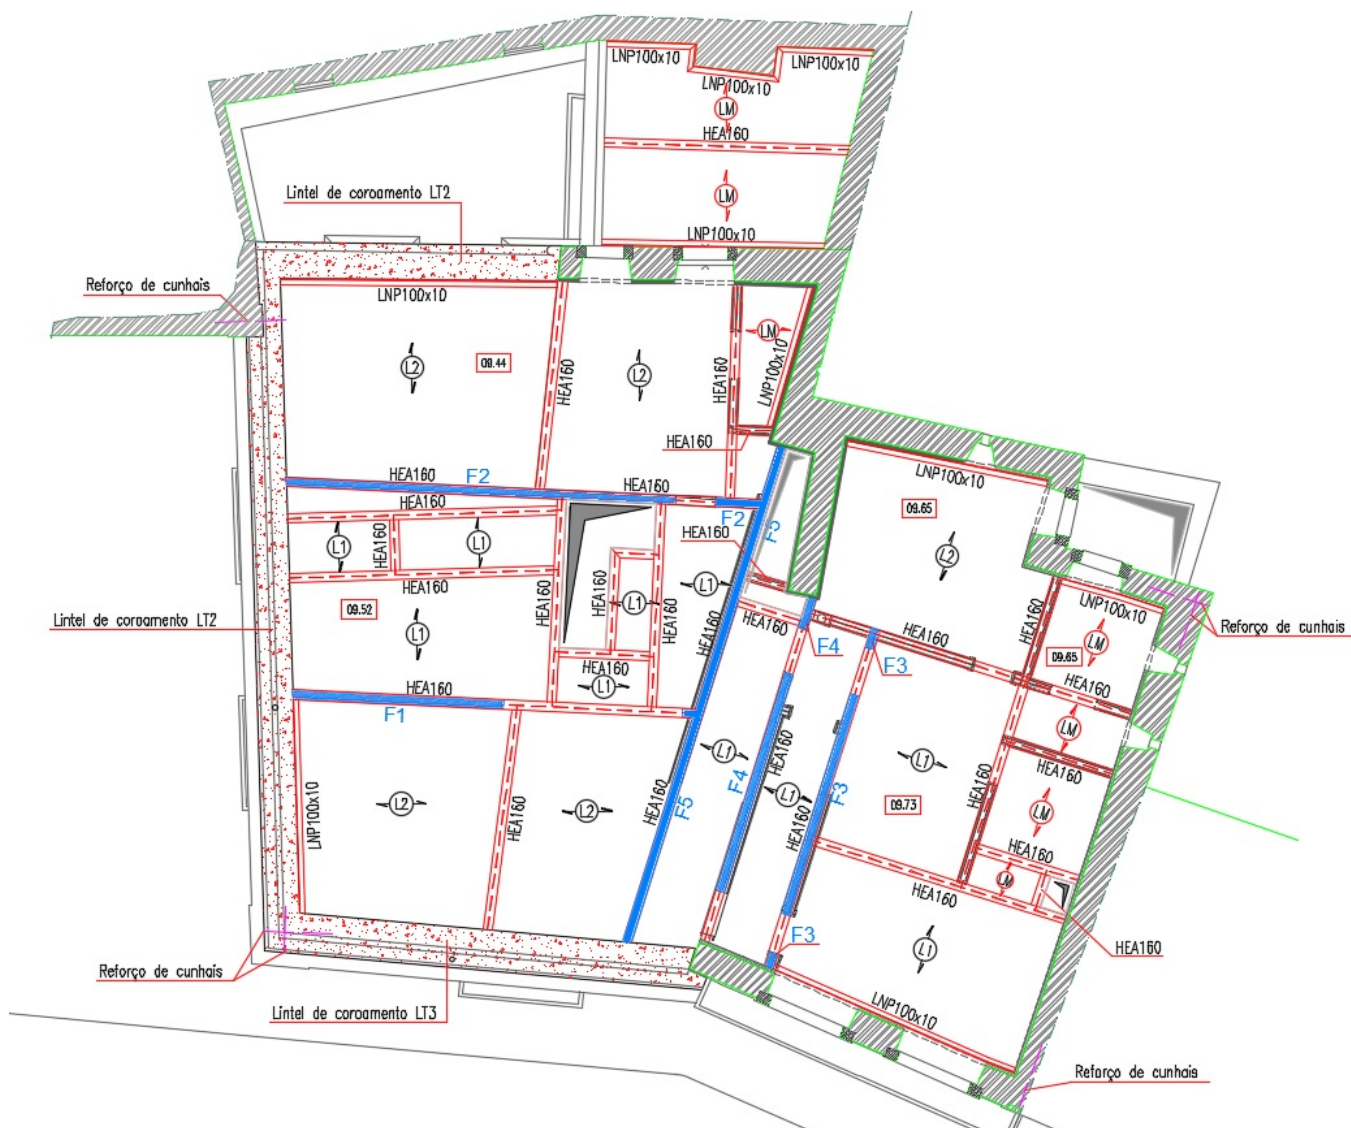 LNP100x10
LNP100x10
LNP100x10
LM
HEA160
LM
LNP100x10
Lintel de coroamento LT2
Reforço de cunhais
LNP100x10
LM
LNP100x10
L2
09.44
HEA160
L2
HEA160
HEA160
HEA160
F2
HEA160
F2
F5
HEA160
L1
HEA160
L1
HEA160
HEA160
09.52
L1
HEA160
HEA160
L1
HEA160
L1
HEA160
HEA160
L1
HEA160
F1
Lintel de coroamento LT2
LNP100x10
09.65
L2
HEA160
F4
HEA160
F3
HEA160
LNP100x10
LM
09.65
Reforço de cunhais
HEA160
LM
HEA160
L1
HEA160
F4
L1
HEA160
F3
L1
09.73
HEA160
LM
HEA160
LM
HEA160
HEA160
LNP100x10
L2
HEA160
L2
HEA160
F5
F3
L1
LNP100x10
Reforço de cunhais
Lintel de coroamento LT3
Reforço de cunhais